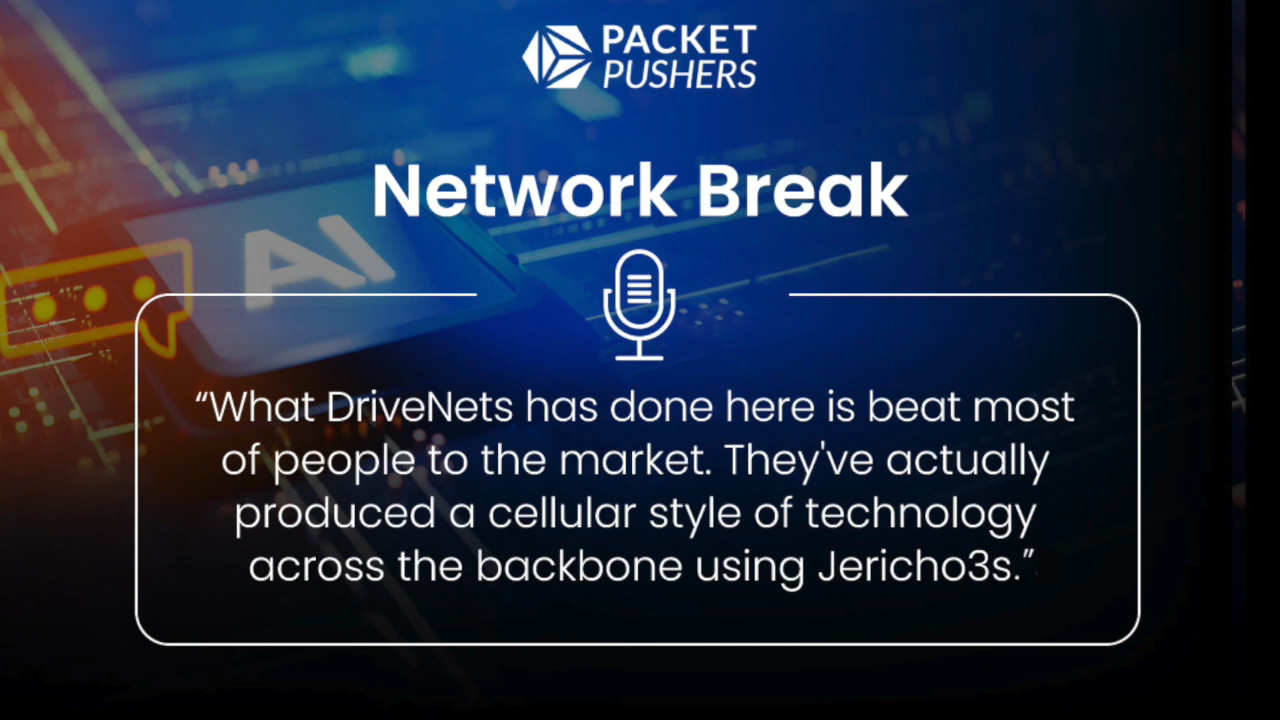 PACKET
PUSHERS
Network Break
AI
“What DriveNets has done here is beat most
of people to the market. They've actually
produced a cellular style of technology
across the backbone using Jericho3s.”